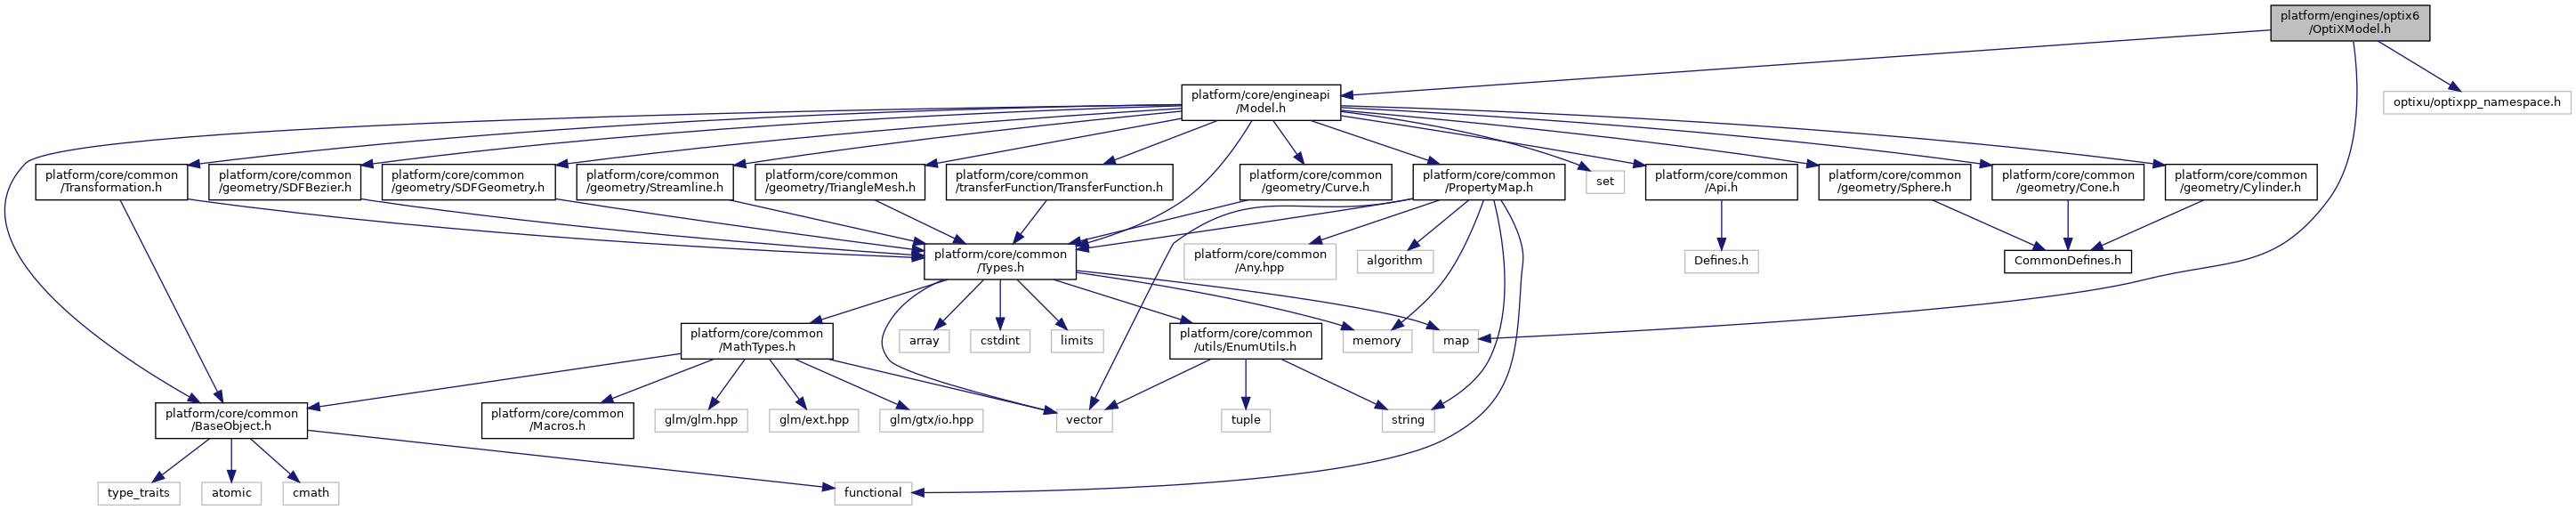 platform/engines/optix6
/OptiXModel.h
platform/core/engineapi
/Model.h
optixu/optixpp_namespace.h
platform/core/common
/Transformation.h
platform/core/common
/geometry/SDFBezier.h
platform/core/common
/geometry/SDFGeometry.h
platform/core/common
/geometry/Streamline.h
platform/core/common
/geometry/TriangleMesh.h
platform/core/common
/transferFunction/TransferFunction.h
platform/core/common
/geometry/Curve.h
platform/core/common
/PropertyMap.h
set
platform/core/common
/Api.h
platform/core/common
/geometry/Sphere.h
platform/core/common
/geometry/Cone.h
platform/core/common
/geometry/Cylinder.h
platform/core/common
/Types.h
platform/core/common
/Any.hpp
algorithm
Defines.h
CommonDefines.h
platform/core/common
/MathTypes.h
array
cstdint
limits
platform/core/common
/utils/EnumUtils.h
memory
map
platform/core/common
/BaseObject.h
platform/core/common
/Macros.h
glm/glm.hpp
glm/ext.hpp
glm/gtx/io.hpp
vector
tuple
string
type_traits
atomic
cmath
functional